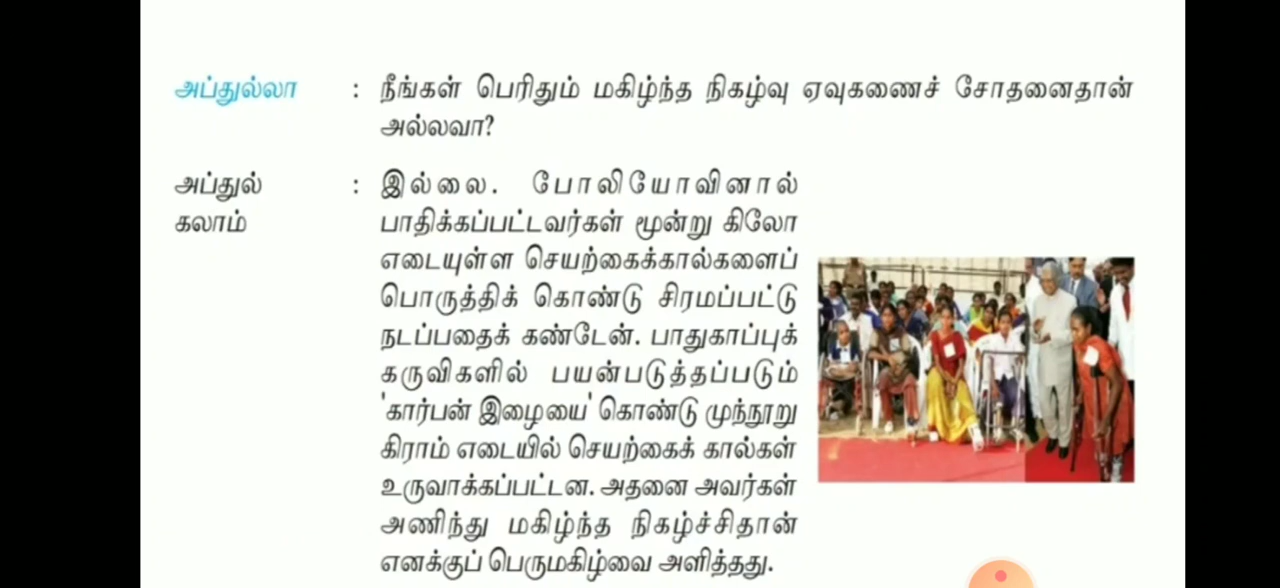 அப்துல்லா : நீங்கள் பெரிதும் மகிழ்ந்த நிகழ்வு ஏவுகணைச் சோதனைதான்
அல்லவா?
அப்துல் : இல்லை. போலியோவினால்
கலாம் பாதிக்கப்பட்டவர்கள் மூன்று கிலோ
எடையுள்ள செயற்கைக்கால்களைப்
பொருத்திக் கொண்டு சிரமப்பட்டு
நடப்பதைக் கண்டேன். பாதுகாப்புக்
கருவிகளில் பயன்படுத்தப்படும்
'கார்பன் இழையை' கொண்டு முந்நூறு
கிராம் எடையில் செயற்கைக் கால்கள்
உருவாக்கப்பட்டன. அதனை அவர்கள்
அணிந்து மகிழ்ந்த நிகழ்ச்சிதான்
எனக்குப் பெருமகிழ்வை அளித்தது.